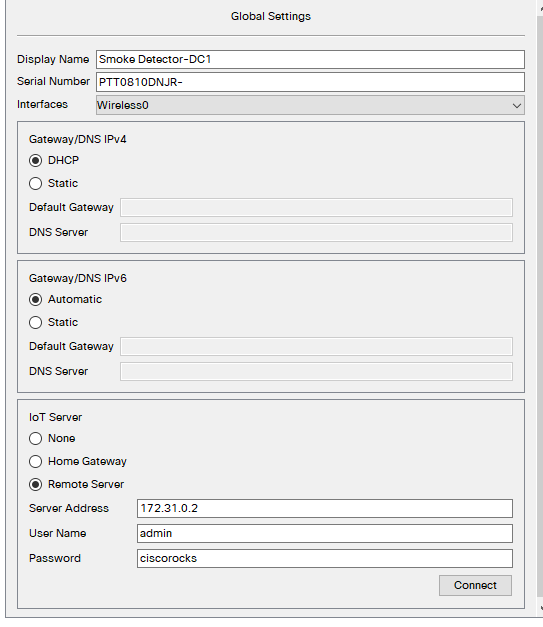 Global Settings
Display Name Smoke Detector-DC1
Serial Number PTT0810DNJR-
Interfaces Wireless0
Gateway/DNS IPv4
DHCP
Static
Default Gateway
DNS Server
Gateway/DNS IPv6
Automatic
Static
Default Gateway
DNS Server
IoT Server
None
Home Gateway
Remote Server
Server Address 172.31.0.2
User Name admin
Password ciscorocks
Connect